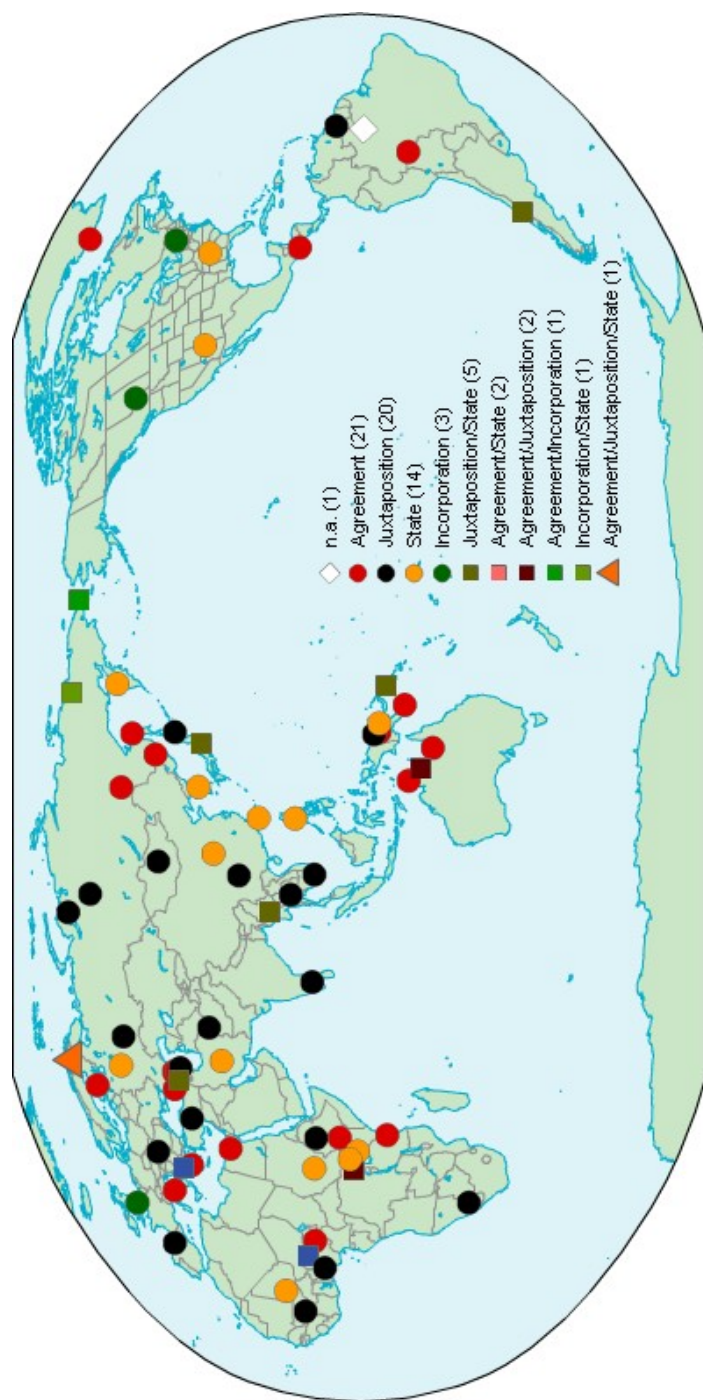 n.a. (1)
Agreement (21)
Juxtaposition (20)
State (14)
Incorporation (3)
Juxtaposition/State (5)
Agreement/State (2)
Agreement/Juxtaposition (2)
Agreement/Incorporation (1)
Incorporation/State (1)
Agreement/Juxtaposition/State (1)